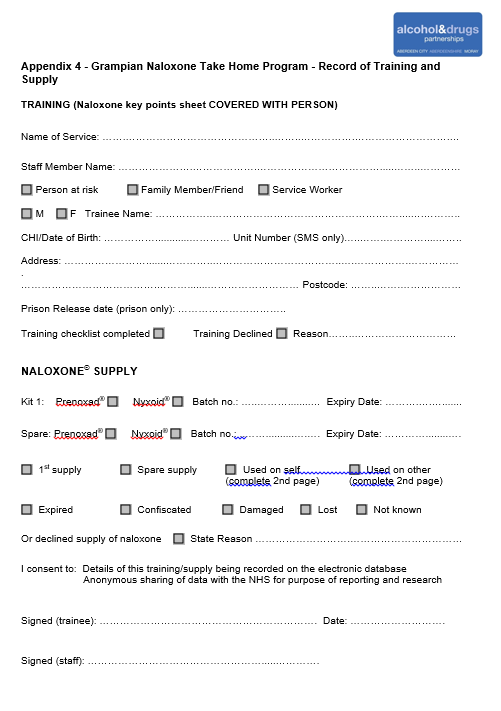 alcohol&drugs
partnerships
ABERDEEN CITY ABERDEENSHIRE MORAY
Appendix 4 - Grampian Naloxone Take Home Program - Record of Training and
Supply
TRAINING (Naloxone key points sheet COVERED WITH PERSON)
Name of Service: ……………………………………………………………………………
Staff Member Name: …………………………………………………………………………
Person at risk Family Member/Friend Service Worker
M F Trainee Name: ……………………………………………………………………
CHI/Date of Birth: ……………............………… Unit Number (SMS only)………………………
Address: ……………………………………………………………………………………
.
………………………………………………………………… Postcode: …………………………
Prison Release date (prison only): …………………………..
Training checklist completed Training Declined Reason……………………………
NALOXONE® SUPPLY
Kit 1: Prenoxad® Nyxoid® Batch no.: ………….........…… Expiry Date: ……………......
Spare: Prenoxad® Nyxoid® Batch no.:………….........…… Expiry Date: ……………......
1st supply Spare supply Used on self Used on other
(complete 2nd page) (complete 2nd page)
Expired Confiscated Damaged Lost Not known
Or declined supply of naloxone State Reason ………………………………………………
I consent to: Details of this training/supply being recorded on the electronic database
Anonymous sharing of data with the NHS for purpose of reporting and research
Signed (trainee): ………………………………………………… Date: ……………………
Signed (staff): ……………………………………………....……….